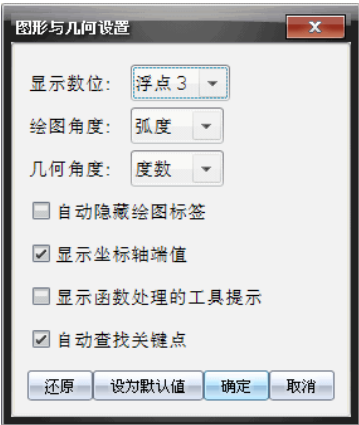 图形与几何设置
显示数位: 浮点 3
绘图角度: 弧度
几何角度: 度数
自动隐藏绘图标签
显示坐标轴端值
显示函数处理的工具提示
自动查找关键点
还原 设为默认值 确定 取消